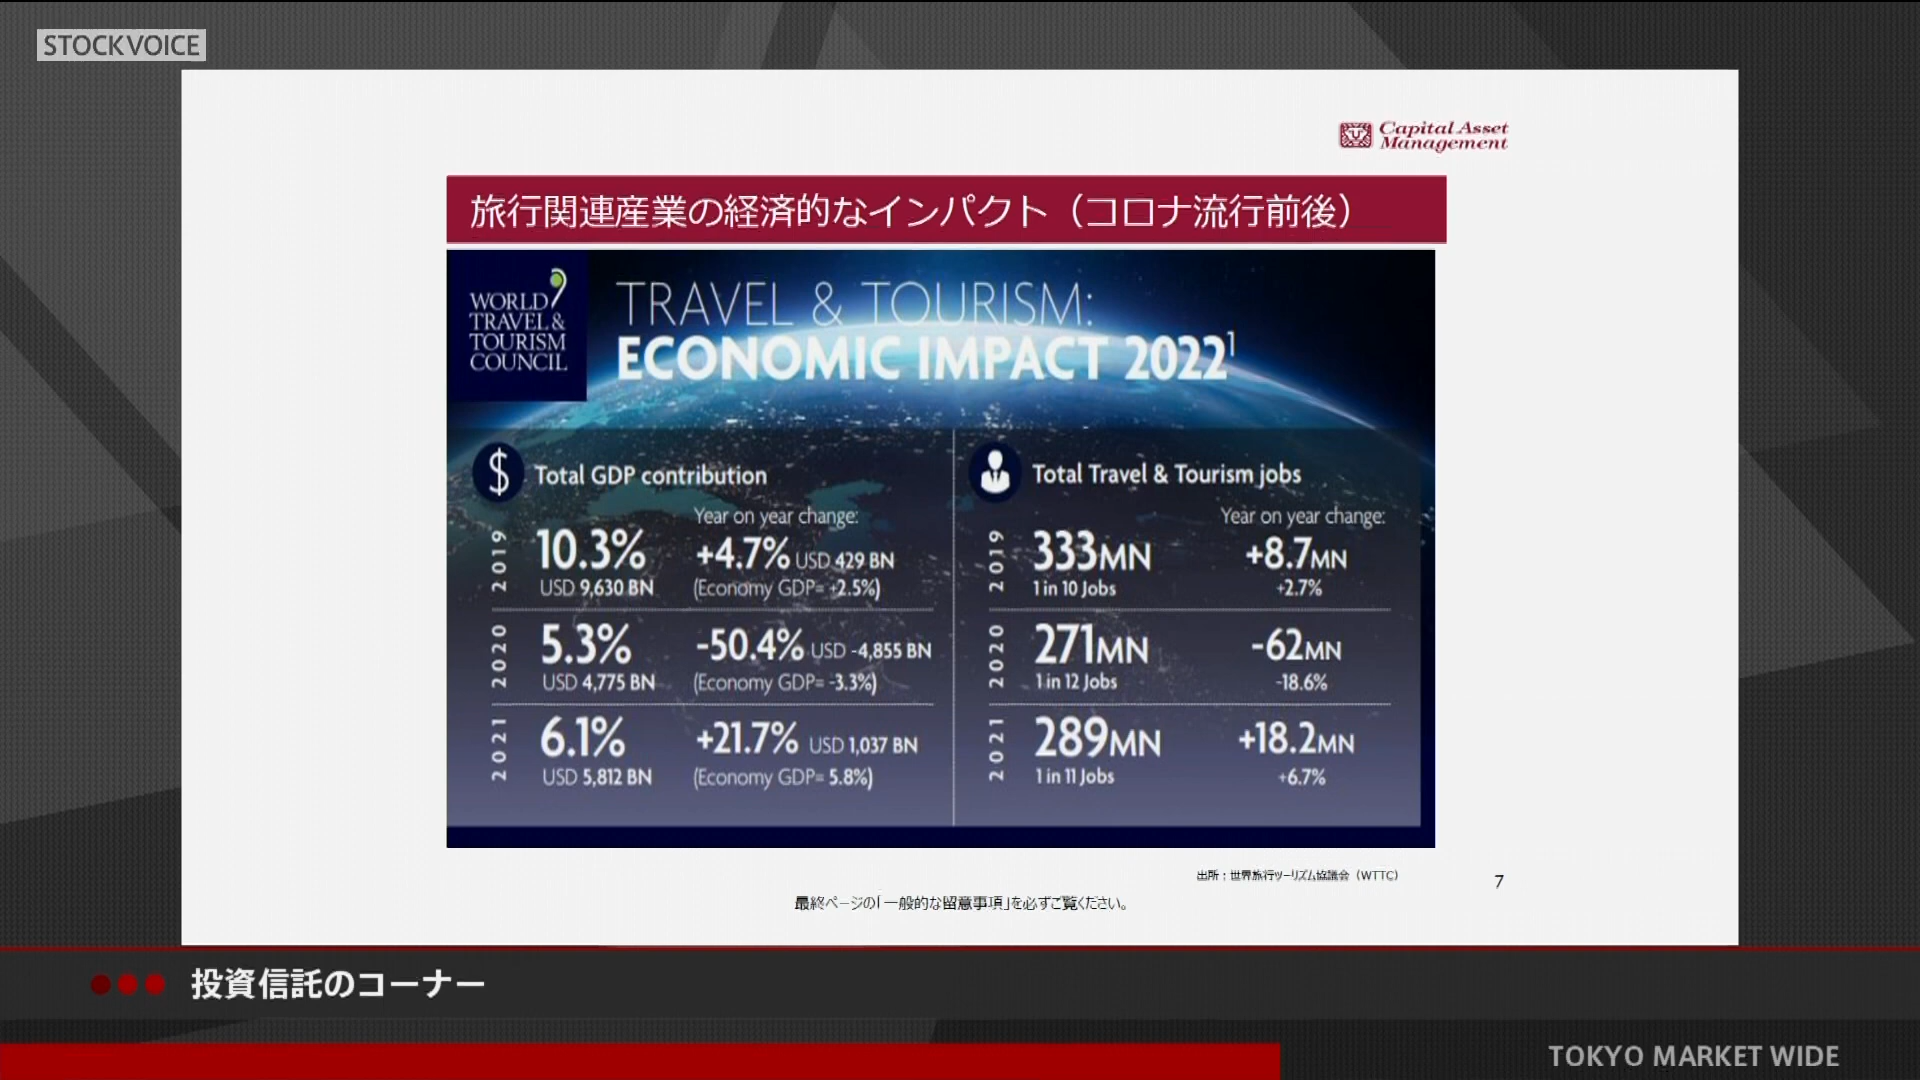 STOCKVOICE
Capital Asset
Management
旅行関連産業の経済的なインパクト（コロナ流行前後）
WORLD
TRAVEL &
TOURISM
COUNCIL
TRAVEL & TOURISM:
ECONOMIC IMPACT 2022¹
$ Total GDP contribution
Year on year change:
2019
10.3%
USD 9,630 BN
+4.7% USD 429 BN
(Economy GDP= +2.5%)
2020
5.3%
USD 4,775 BN
-50.4% USD -4,855 BN
(Economy GDP= -3.3%)
2021
6.1%
USD 5,812 BN
+21.7% USD 1,037 BN
(Economy GDP= 5.8%)
Total Travel & Tourism jobs
Year on year change:
2019
333MN
1 in 10 Jobs
+8.7MN
+2.7%
2020
271MN
1 in 12 Jobs
-62MN
-18.6%
2021
289MN
1 in 11 Jobs
+18.2MN
+6.7%
出所：世界旅行ツーリズム協議会（WTTC）
7
最終ページの「一般的な留意事項」を必ずご覧ください。
投資信託のコーナー
TOKYO MARKET WIDE